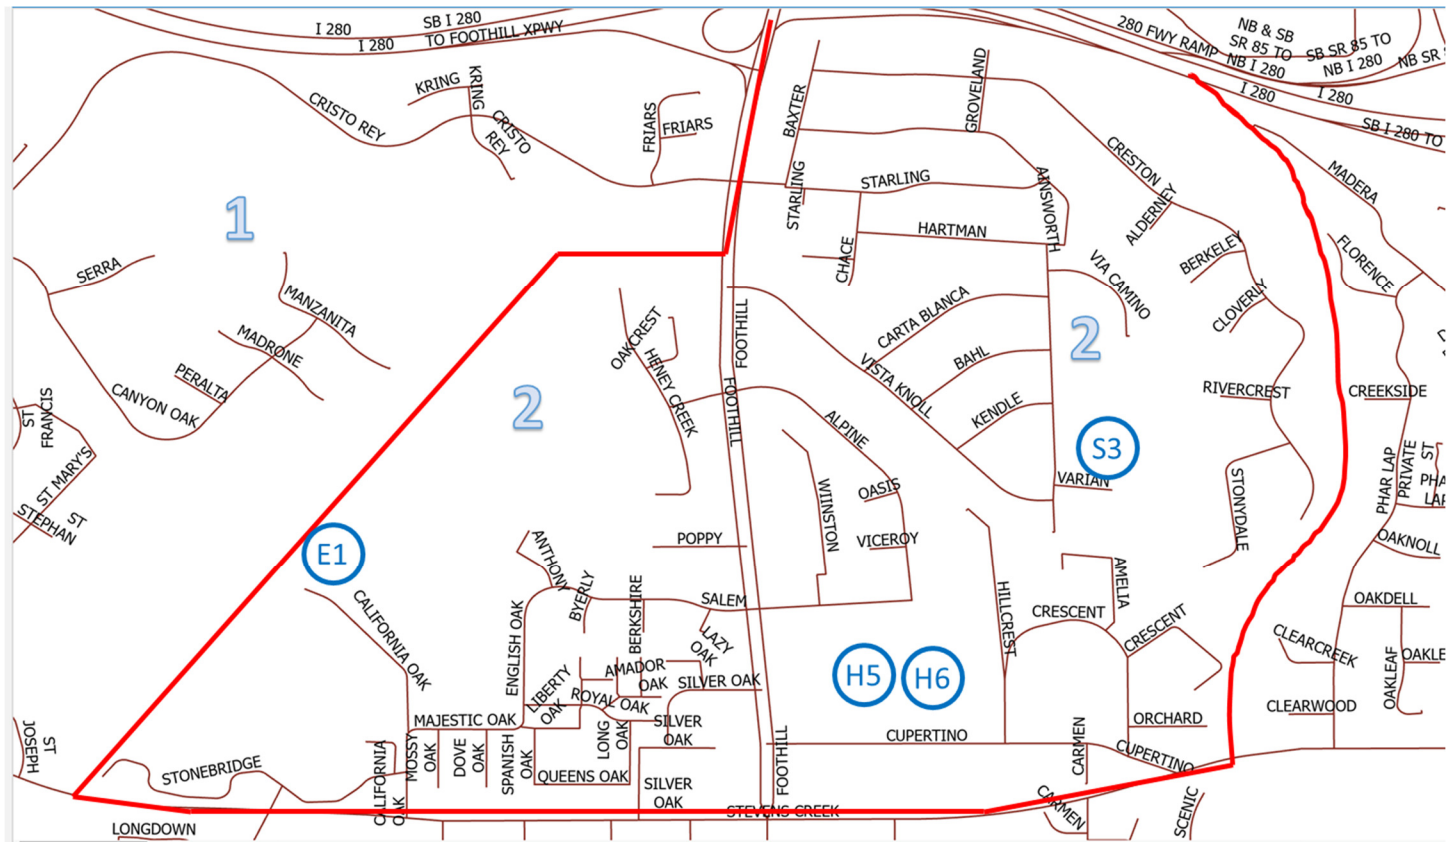 SB I 280
I 280
I 280
TO FOOTHILL XPWY
280 FWY RAMP
NB & SB
SR 85 TO
NB I 280
SB SR 85 TO
NB I 280
NB SR
I 280
I 280
SB I 280 TO
KRING
KRING
CRISTO REY
CRISTO
REY
FRIARS
FRIARS
BAXTER
GROVELAND
CRESTON
MADERA
STARLING
STARLING
AINSWORTH
ALDERNEY
1
HARTMAN
CHACE
BERKELEY
FLORENCE
SERRA
VIA CAMINO
CLOVERLY
MANZANITA
MADRONE
CARTA BLANCA
2
OAKCREST
FOOTHILL
BAHL
VISTA KNOLL
HENEY CREEK
PERALTA
CANYON OAK
RIVERCREST
CREEKSIDE
ST
FRANCIS
2
FOOTHILL
KENDLE
ALPINE
S3
ST MARY'S
VARIAN
PHAR LAP
PRIVATE
ST
PHA
LAP
STEPHAN
ST
WIINSTON
OASIS
STONYDALE
E1
POPPY
VICEROY
OAKNOLL
ANTHONY
BYERLY
BERKSHIRE
SALEM
HILLCREST
AMELIA
CRESCENT
CRESCENT
OAKDELL
CALIFORNIA OAK
ENGLISH OAK
LAZY
OAK
CLEARCREEK
OAKLEAF
OAKLE
H5
H6
AMADOR
OAK
SILVER OAK
LIBERTY
OAK
ROYAL OAK
CLEARWOOD
MAJESTIC OAK
LONG
OAK
SILVER
OAK
ORCHARD
CUPERTINO
CUPERTINO
CARMEN
ST
JOSEPH
STONEBRIDGE
CALIFORNIA
OAK
MOSSY
OAK
DOVE
OAK
SPANISH
OAK
QUEENS OAK
SILVER
OAK
FOOTHILL
STEVENS CREEK
CARMEN
SCENIC
LONGDOWN